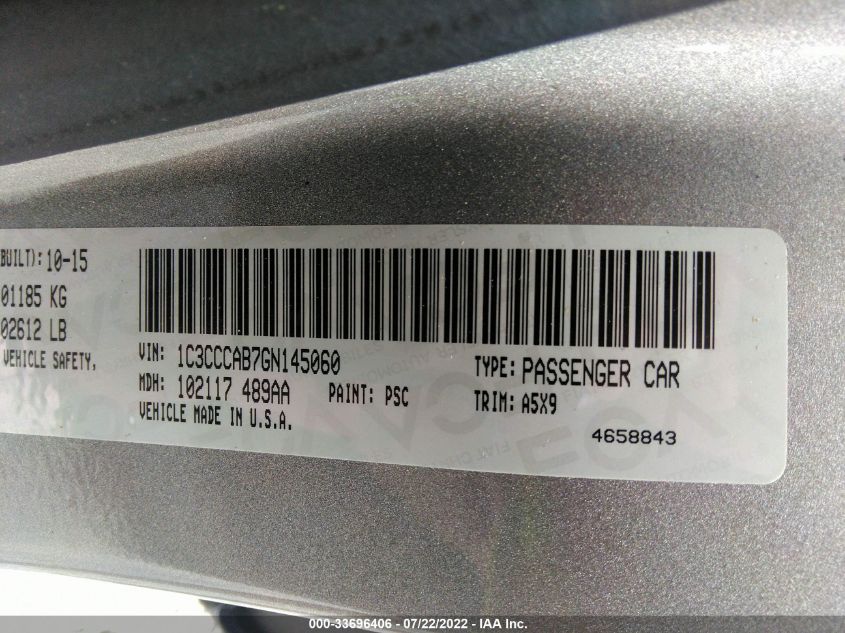 BUILT): 10-15
01185 KG
02612 LB
VEHICLE SAFETY.
VIN: 1C3CCCAB7GN145060
TYPE: PASSENGER CAR
MDH: 102117 489AA PAINT: PSC
TRIM: A5X9
VEHICLE MADE IN U.S.A.
4658843
000-33696406 - 07/22/2022 - IAA Inc.